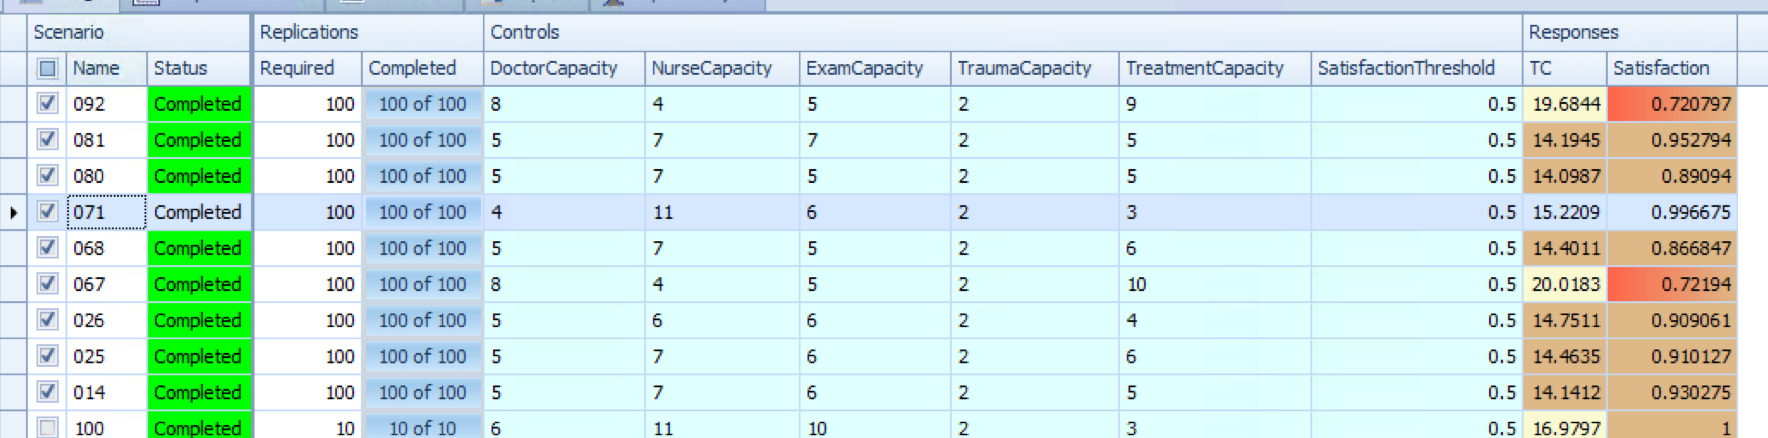 Scenario Replications Controls Responses
Name Status Required Completed DoctorCapacity NurseCapacity ExamCapacity TraumaCapacity TreatmentCapacity SatisfactionThreshold TC Satisfaction
092 Completed 100 100 of 100 8 4 5 2 9 0.5 19.6844 0.720797
081 Completed 100 100 of 100 5 7 7 2 5 0.5 14.1945 0.952794
080 Completed 100 100 of 100 5 7 5 2 5 0.5 14.0987 0.89094
071 Completed 100 100 of 100 4 11 6 2 3 0.5 15.2209 0.996675
068 Completed 100 100 of 100 5 7 5 2 6 0.5 14.4011 0.866847
067 Completed 100 100 of 100 8 4 5 2 10 0.5 20.0183 0.72194
026 Completed 100 100 of 100 5 6 6 2 4 0.5 14.7511 0.909061
025 Completed 100 100 of 100 5 7 6 2 6 0.5 14.4635 0.910127
014 Completed 100 100 of 100 5 7 6 2 5 0.5 14.1412 0.930275
100 Completed 10 10 of 10 6 11 10 2 3 0.5 16.9797 1